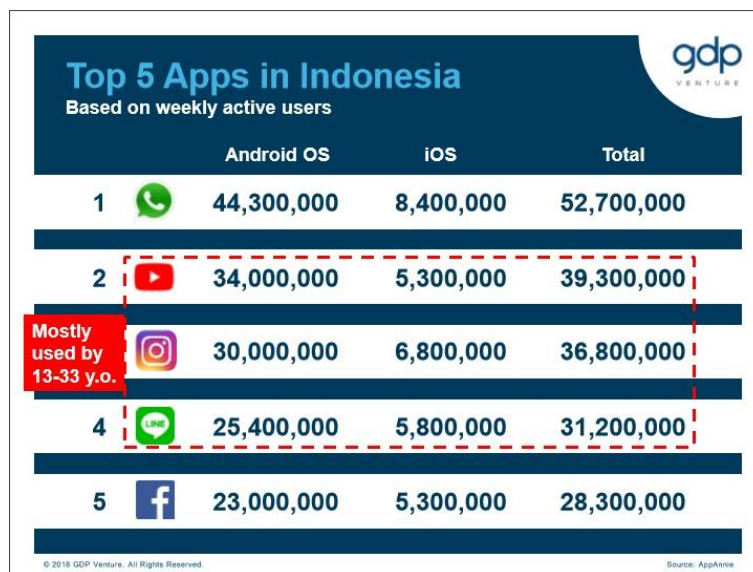 gdp
VENTURE
Top 5 Apps in Indonesia
Based on weekly active users
Android OS iOS Total
1 44,300,000 8,400,000 52,700,000
2 34,000,000 5,300,000 39,300,000
Mostly
used by
13-33 y.o.
30,000,000 6,800,000 36,800,000
4 LINE 25,400,000 5,800,000 31,200,000
5 f 23,000,000 5,300,000 28,300,000
© 2018 GDP Venture. All Rights Reserved. Source: AppAnnie